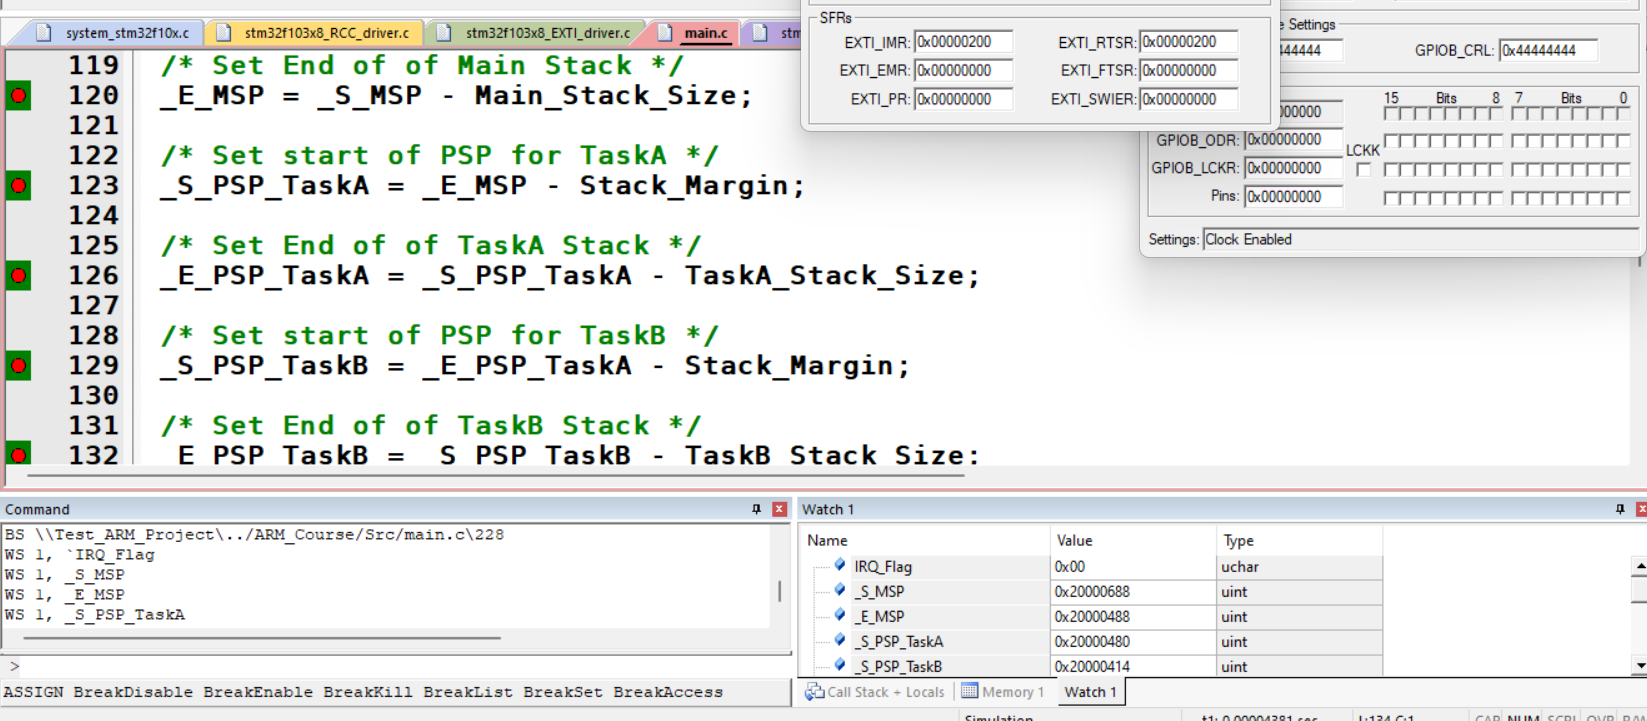 system_stm32f10x.c stm32f103x8_RCC_driver.c stm32f103x8_EXTI_driver.c main.c stm
119 /* Set End of of Main Stack */
120 _E_MSP = _S_MSP - Main_Stack_Size;
121
122 /* Set start of PSP for TaskA */
123 _S_PSP_TaskA = _E_MSP - Stack_Margin;
124
125 /* Set End of of TaskA Stack */
126 _E_PSP_TaskA = _S_PSP_TaskA - TaskA_Stack_Size;
127
128 /* Set start of PSP for TaskB */
129 _S_PSP_TaskB = _E_PSP_TaskA - Stack_Margin;
130
131 /* Set End of of TaskB Stack */
132 _E_PSP_TaskB = _S_PSP_TaskB - TaskB_Stack_Size;
SFRs
EXTI_IMR: 0x00000200 EXTI_RTSR: 0x00000200
EXTI_EMR: 0x00000000 EXTI_FTSR: 0x00000000
EXTI_PR: 0x00000000 EXTI_SWIER: 0x00000000
e Settings
44444 GPIOB_CRL: 0x44444444
15 Bits 8 7 Bits 0
00000
GPIOB_ODR: 0x00000000
LCKK
GPIOB_LCKR: 0x00000000
Pins: 0x00000000
Settings: Clock Enabled
Command
BS \\Test_ARM_Project\../ARM_Course/Src/main.c\228
WS 1, `IRQ_Flag
WS 1, _S_MSP
WS 1, _E_MSP
WS 1, _S_PSP_TaskA
>
ASSIGN BreakDisable BreakEnable BreakKill BreakList BreakSet BreakAccess
Watch 1
Name Value Type
IRQ_Flag 0x00 uchar
_S_MSP 0x20000688 uint
_E_MSP 0x20000488 uint
_S_PSP_TaskA 0x20000480 uint
_S_PSP_TaskB 0x20000414 uint
Call Stack + Locals Memory 1 Watch 1
Simulation t1: 0.00004381 sec L:134 C:1 CAP NUM SCRL OVR R/W